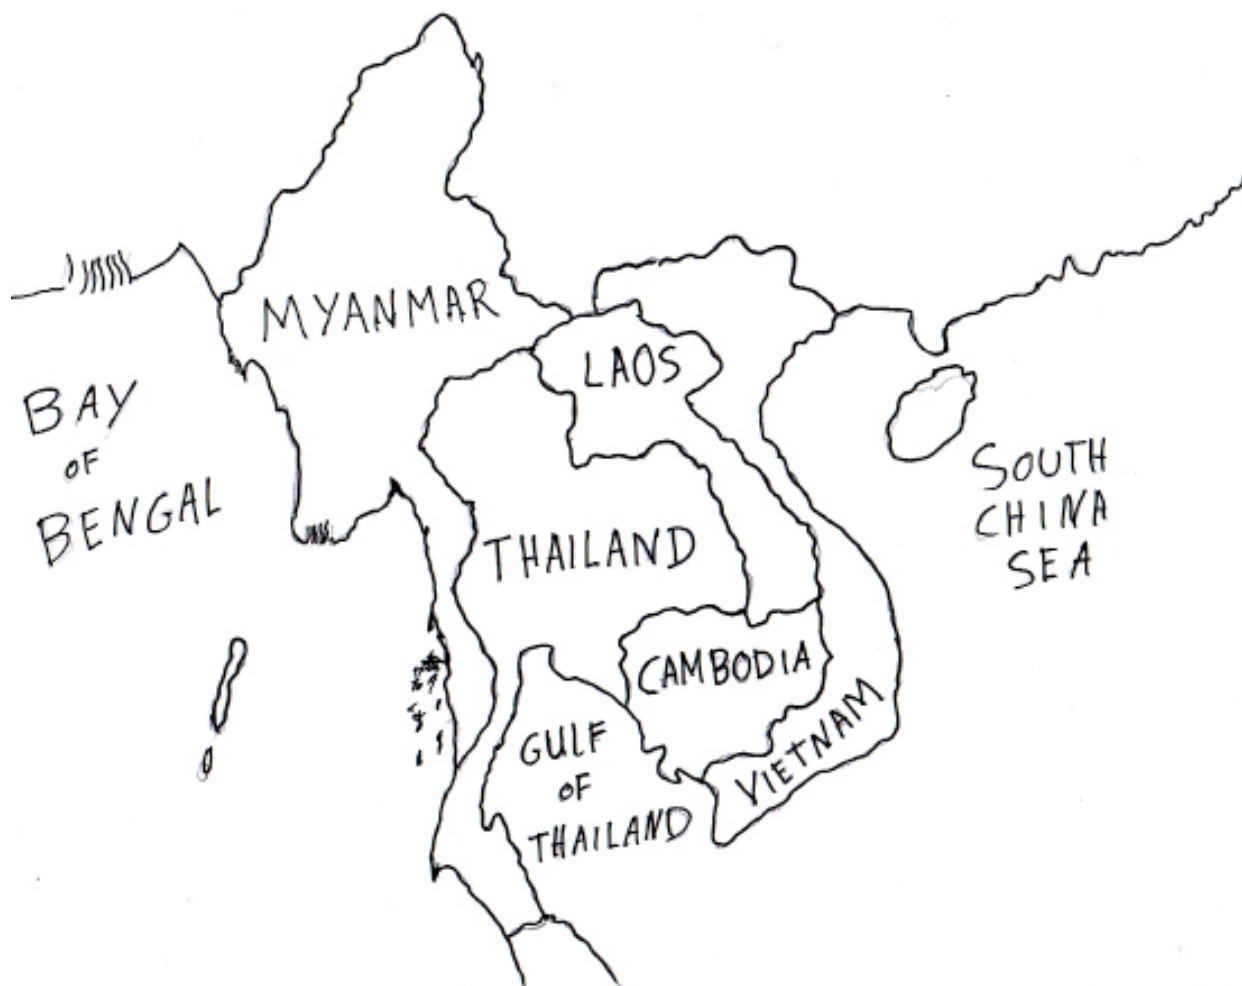 MYANMAR
LAOS
BAY
OF
BENGAL
SOUTH
CHINA
SEA
THAILAND
CAMBODIA
VIETNAM
GULF
OF
THAILAND